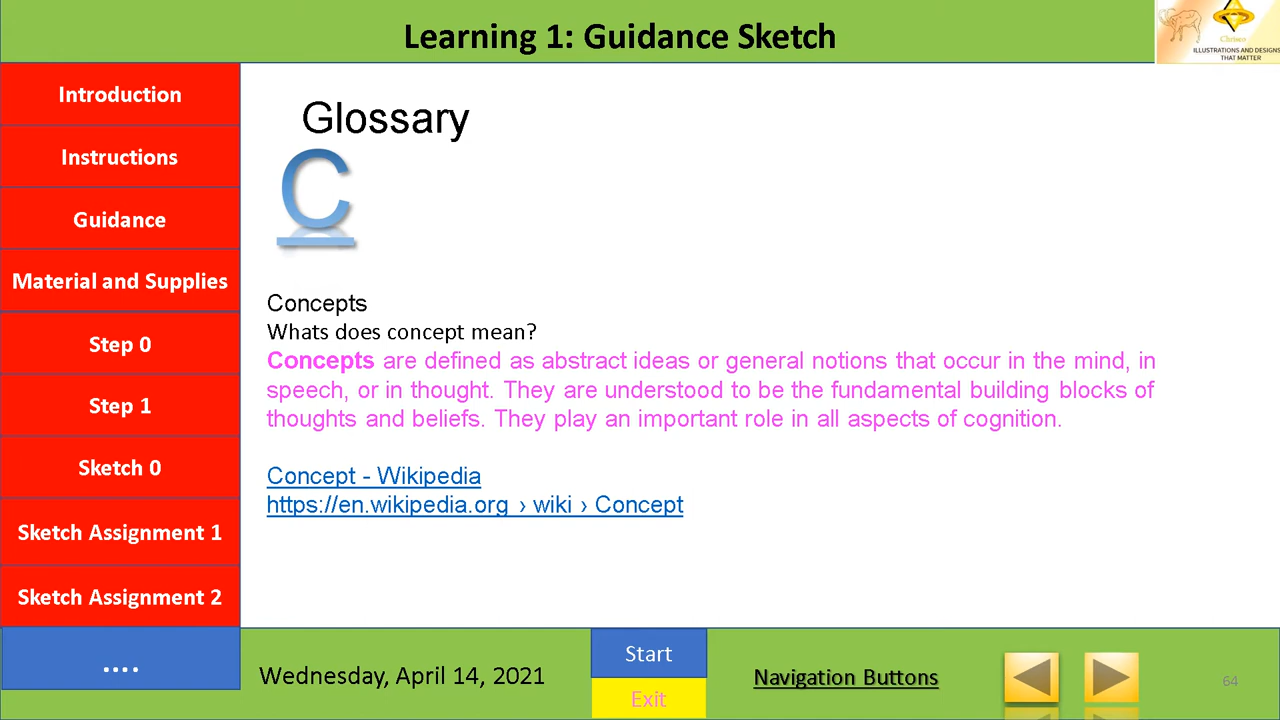 Learning 1: Guidance Sketch
Chrisco
ILLUSTRATIONS AND DESIGNS
THAT MATTER
Introduction
Instructions
Guidance
Material and Supplies
Step 0
Step 1
Sketch 0
Sketch Assignment 1
Sketch Assignment 2
....
Glossary
C
Concepts
Whats does concept mean?
Concepts are defined as abstract ideas or general notions that occur in the mind, in
speech, or in thought. They are understood to be the fundamental building blocks of
thoughts and beliefs. They play an important role in all aspects of cognition.
Concept - Wikipedia
https://en.wikipedia.org › wiki › Concept
Wednesday, April 14, 2021
Start
Exit
Navigation Buttons
64